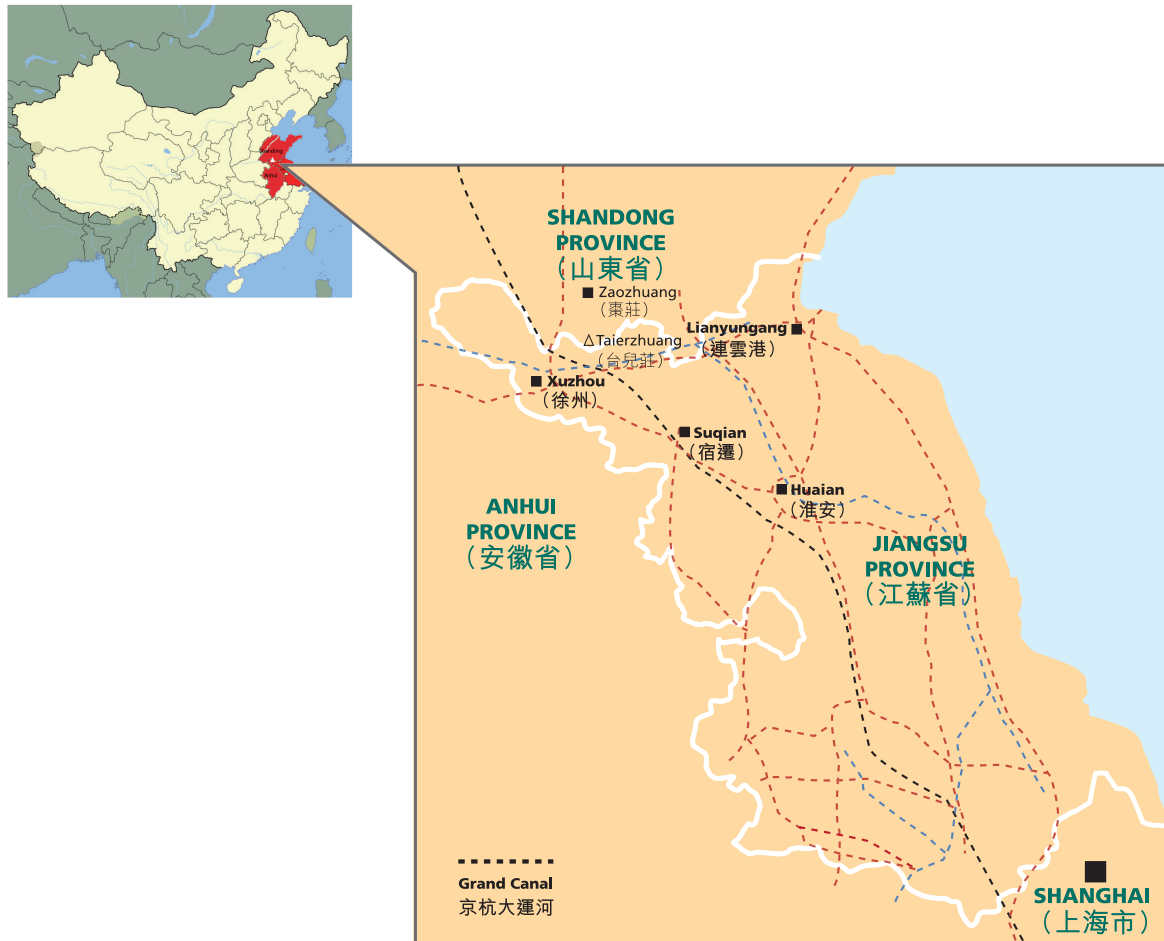 Shandong
Anhui
SHANDONG
PROVINCE
（山東省）
Zaozhuang
（棗莊）
Taierzhuang
（台兒莊）
Lianyungang
（連雲港）
Xuzhou
（徐州）
Suqian
（宿遷）
Huaian
（淮安）
ANHUI
PROVINCE
（安徽省）
JIANGSU
PROVINCE
（江蘇省）
Grand Canal
京杭大運河
SHANGHAI
（上海市）